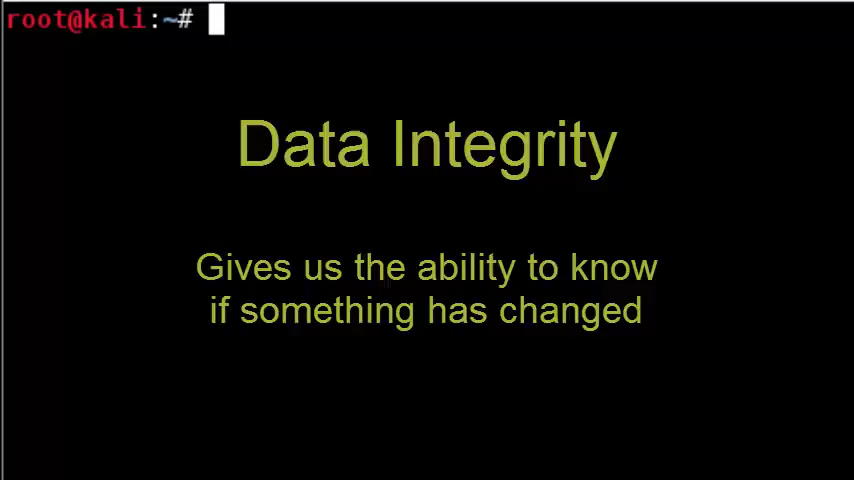 root@kali:~#
Data Integrity
Gives us the ability to know
if something has changed